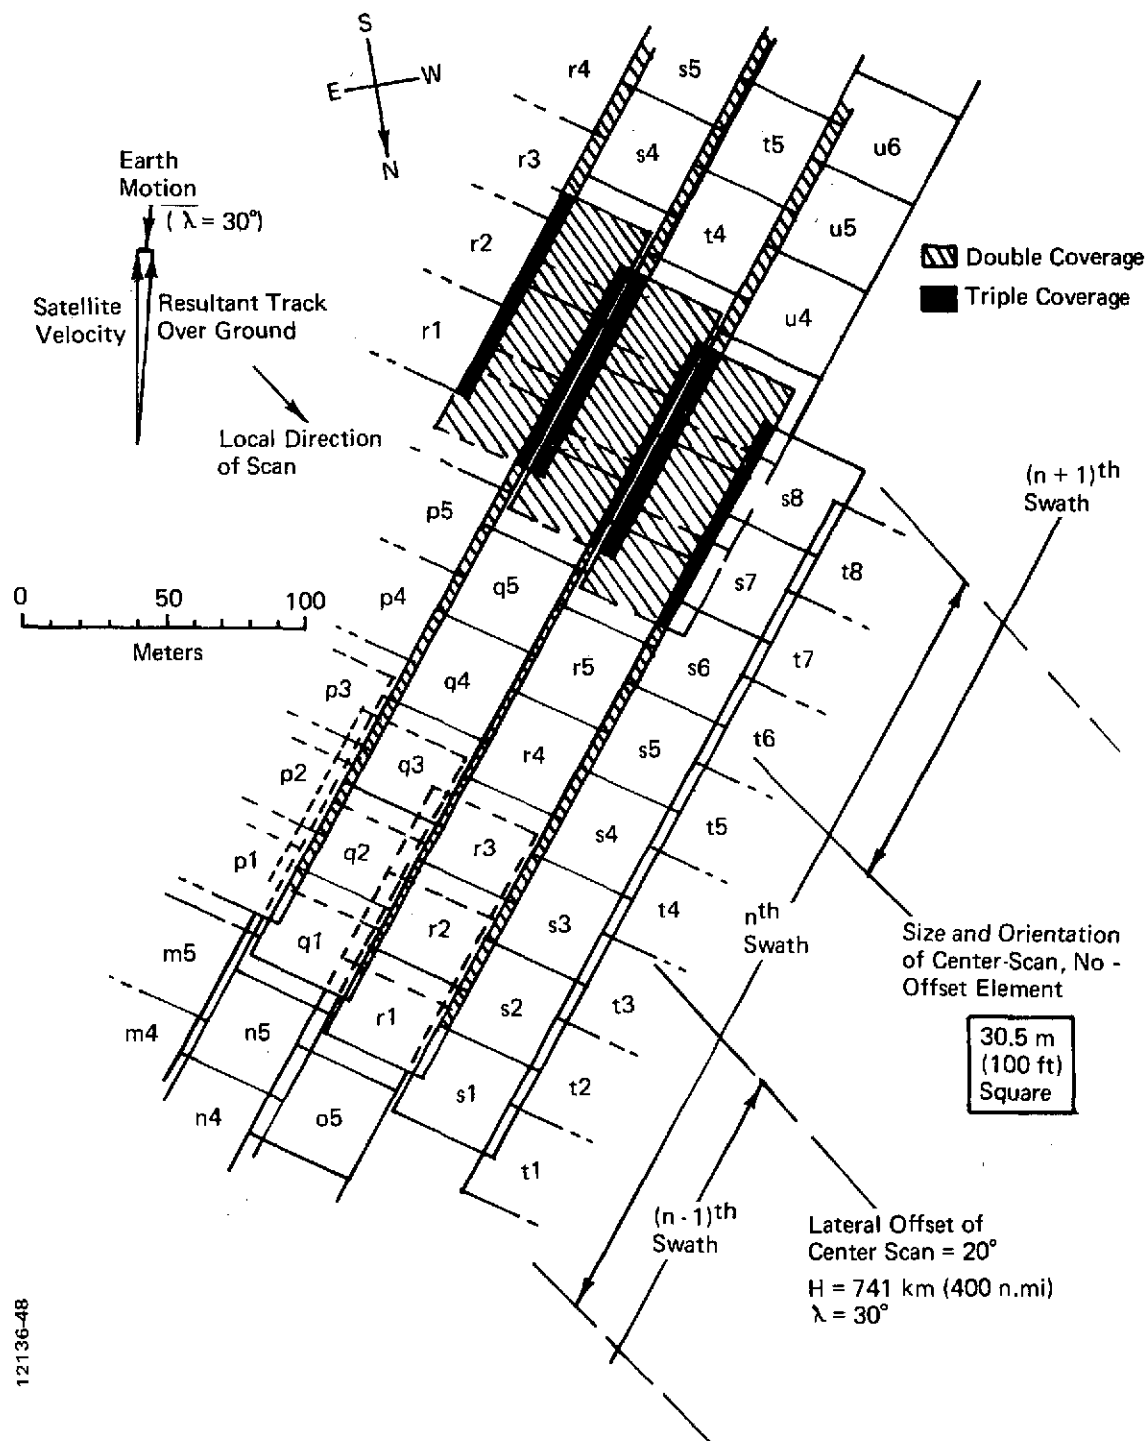 S
E
W
N
Earth
Motion
(λ = 30°)
Satellite
Velocity
Resultant Track
Over Ground
Local Direction
of Scan
0 50 100
Meters
Double Coverage
Triple Coverage
r4
s5
r3
s4
t5
u6
r2
t4
u5
r1
u4
p5
s8
p4
q5
s7
t8
p3
q4
r5
s6
t7
p2
q3
r4
s5
t6
p1
q2
r3
s4
t5
m5
q1
r2
s3
t4
m4
n5
r1
s2
t3
n4
o5
s1
t2
t1
(n + 1)th
Swath
nth
Swath
(n - 1)th
Swath
Size and Orientation
of Center-Scan, No -
Offset Element
30.5 m
(100 ft)
Square
Lateral Offset of
Center Scan = 20°
H = 741 km (400 n.mi)
λ = 30°
12136-48